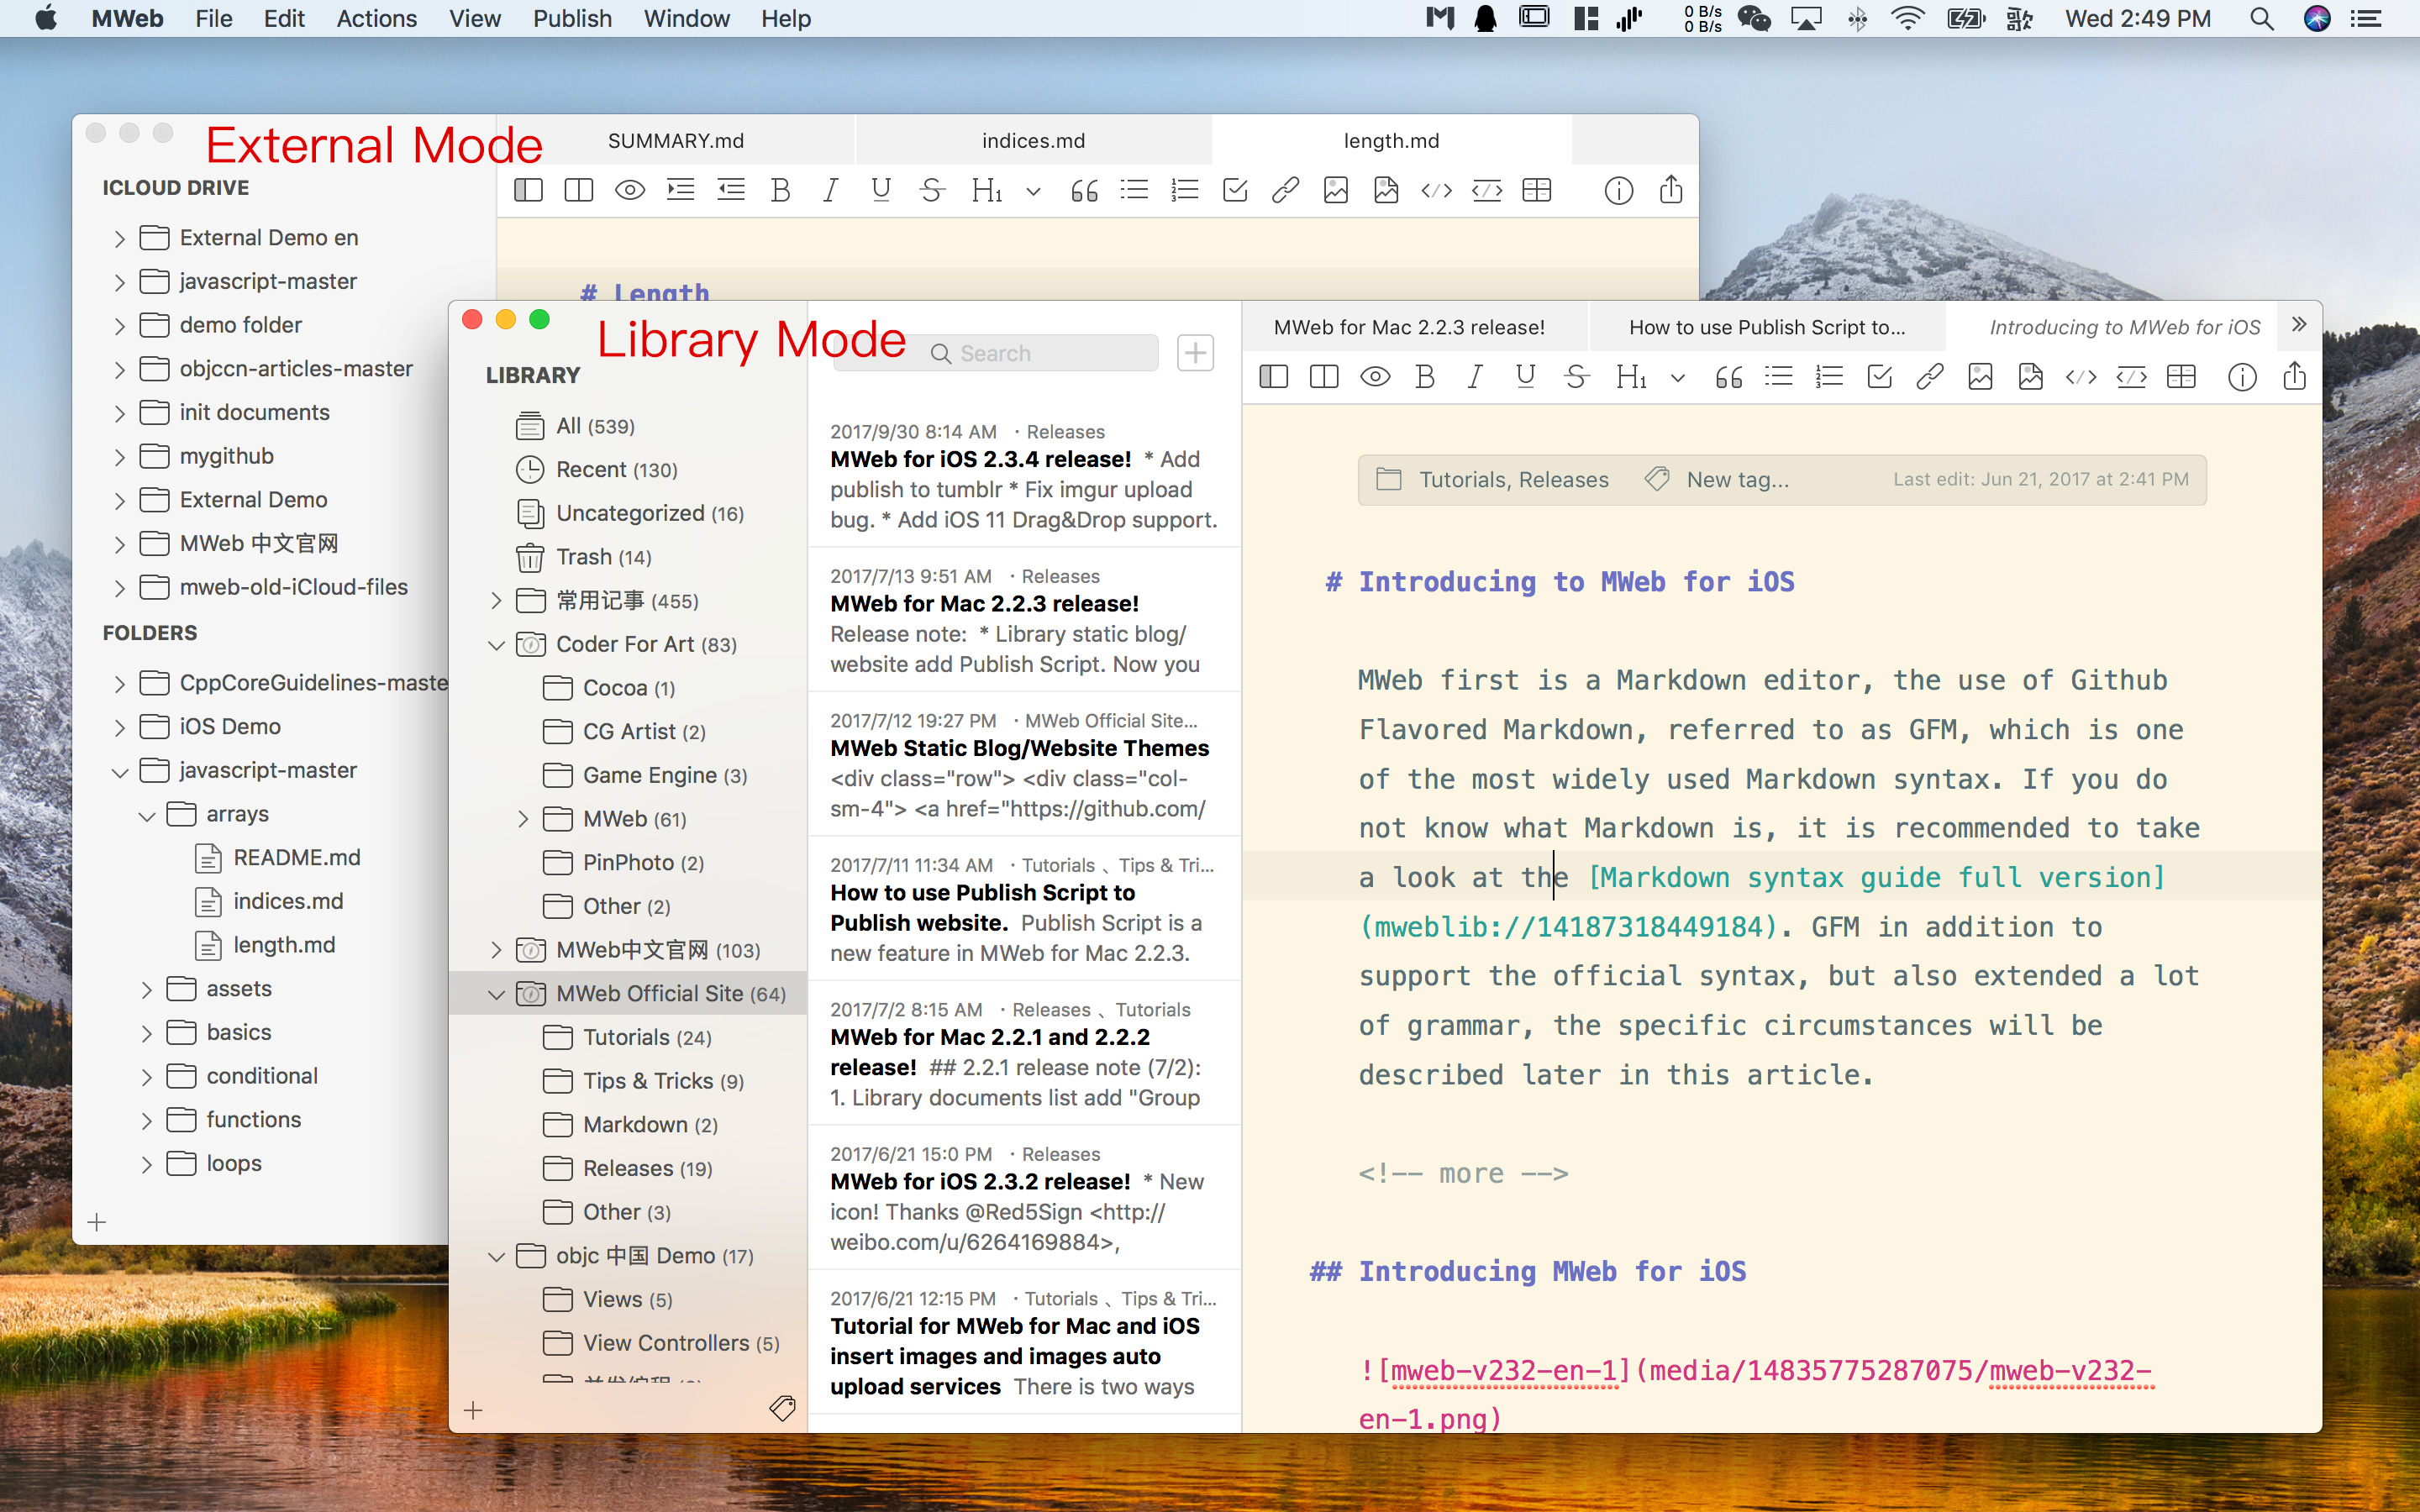 MWeb File Edit Actions View Publish Window Help
0 B/s
0 B/s
Wed 2:49 PM
External Mode
ICLOUD DRIVE
External Demo en
javascript-master
demo folder
objccn-articles-master
init documents
mygithub
External Demo
MWeb 中文官网
mweb-old-iCloud-files
FOLDERS
CppCoreGuidelines-maste
iOS Demo
javascript-master
arrays
README.md
indices.md
length.md
assets
basics
conditional
functions
loops
SUMMARY.md indices.md length.md
# Length
Library Mode
LIBRARY
All (539)
Recent (130)
Uncategorized (16)
Trash (14)
常用记事 (455)
Coder For Art (83)
Cocoa (1)
CG Artist (2)
Game Engine (3)
MWeb (61)
PinPhoto (2)
Other (2)
MWeb中文官网 (103)
MWeb Official Site (64)
Tutorials (24)
Tips & Tricks (9)
Markdown (2)
Releases (19)
Other (3)
objc 中国 Demo (17)
Views (5)
View Controllers (5)
Search
2017/9/30 8:14 AM · Releases
MWeb for iOS 2.3.4 release! * Add
publish to tumblr * Fix imgur upload
bug. * Add iOS 11 Drag&Drop support.
2017/7/13 9:51 AM · Releases
MWeb for Mac 2.2.3 release!
Release note: * Library static blog/
website add Publish Script. Now you
2017/7/12 19:27 PM · MWeb Official Site...
MWeb Static Blog/Website Themes
<div class="row"> <div class="col-
sm-4"> <a href="https://github.com/
2017/7/11 11:34 AM · Tutorials 、Tips & Tri...
How to use Publish Script to
Publish website. Publish Script is a
new feature in MWeb for Mac 2.2.3.
2017/7/2 8:15 AM · Releases 、Tutorials
MWeb for Mac 2.2.1 and 2.2.2
release! ## 2.2.1 release note (7/2):
1. Library documents list add "Group
2017/6/21 15:0 PM · Releases
MWeb for iOS 2.3.2 release! * New
icon! Thanks @Red5Sign <http://
weibo.com/u/6264169884>,
2017/6/21 12:15 PM · Tutorials 、Tips & Tri...
Tutorial for MWeb for Mac and iOS
insert images and images auto
upload services There is two ways
MWeb for Mac 2.2.3 release! How to use Publish Script to... Introducing to MWeb for iOS
Tutorials, Releases New tag... Last edit: Jun 21, 2017 at 2:41 PM
# Introducing to MWeb for iOS
MWeb first is a Markdown editor, the use of Github
Flavored Markdown, referred to as GFM, which is one
of the most widely used Markdown syntax. If you do
not know what Markdown is, it is recommended to take
a look at the [Markdown syntax guide full version]
(mweblib://14187318449184). GFM in addition to
support the official syntax, but also extended a lot
of grammar, the specific circumstances will be
described later in this article.
<!-- more -->
## Introducing MWeb for iOS
![mweb-v232-en-1](media/14835775287075/mweb-v232-
en-1.png)